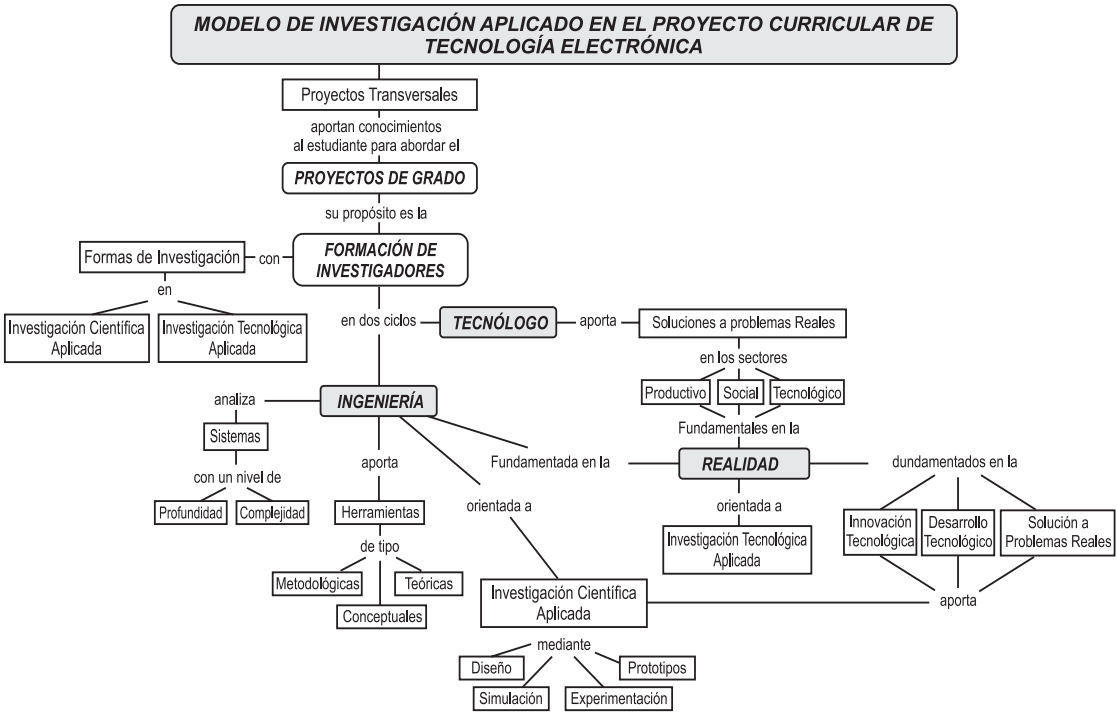 MODELO DE INVESTIGACIÓN APLICADO EN EL PROYECTO CURRICULAR DE
TECNOLOGÍA ELECTRÓNICA
Proyectos Transversales
aportan conocimientos
al estudiante para abordar el
PROYECTOS DE GRADO
su propósito es la
FORMACIÓN DE
INVESTIGADORES
con
Formas de Investigación
en
Investigación Científica
Aplicada
Investigación Tecnológica
Aplicada
en dos ciclos
TECNÓLOGO
aporta
Soluciones a problemas Reales
en los sectores
Productivo
Social
Tecnológico
Fundamentales en la
INGENIERÍA
analiza
Sistemas
con un nivel de
Profundidad
Complejidad
aporta
Herramientas
de tipo
Metodológicas
Teóricas
Conceptuales
orientada a
Fundamentada en la
REALIDAD
orientada a
Investigación Tecnológica
Aplicada
dundamentados en la
Innovación
Tecnológica
Desarrollo
Tecnológico
Solución a
Problemas Reales
aporta
Investigación Científica
Aplicada
mediante
Diseño
Prototipos
Simulación
Experimentación